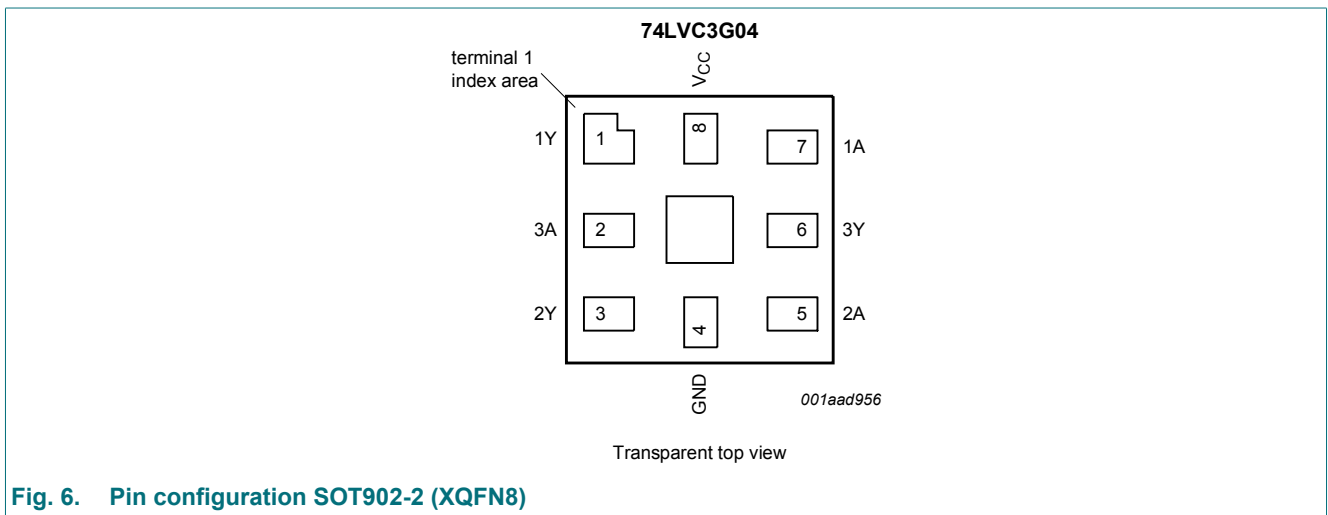 74LVC3G04
terminal 1
index area
VCC
1Y
1
8
7
1A
3A
2
6
3Y
2Y
3
4
5
2A
GND
001aad956
Transparent top view
Fig. 6. Pin configuration SOT902-2 (XQFN8)